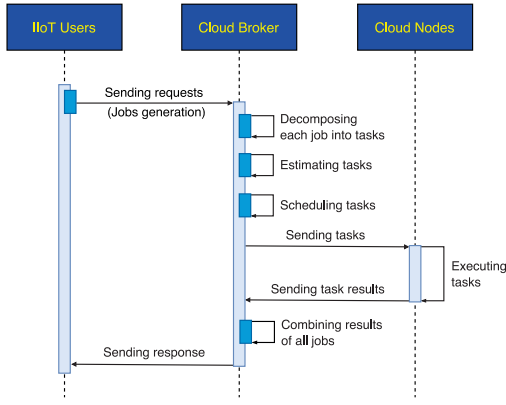 IIoT Users
Cloud Broker
Cloud Nodes
Sending requests
(Jobs generation)
Decomposing
each job into tasks
Estimating tasks
Scheduling tasks
Sending tasks
Executing
tasks
Sending task results
Combining results
of all jobs
Sending response